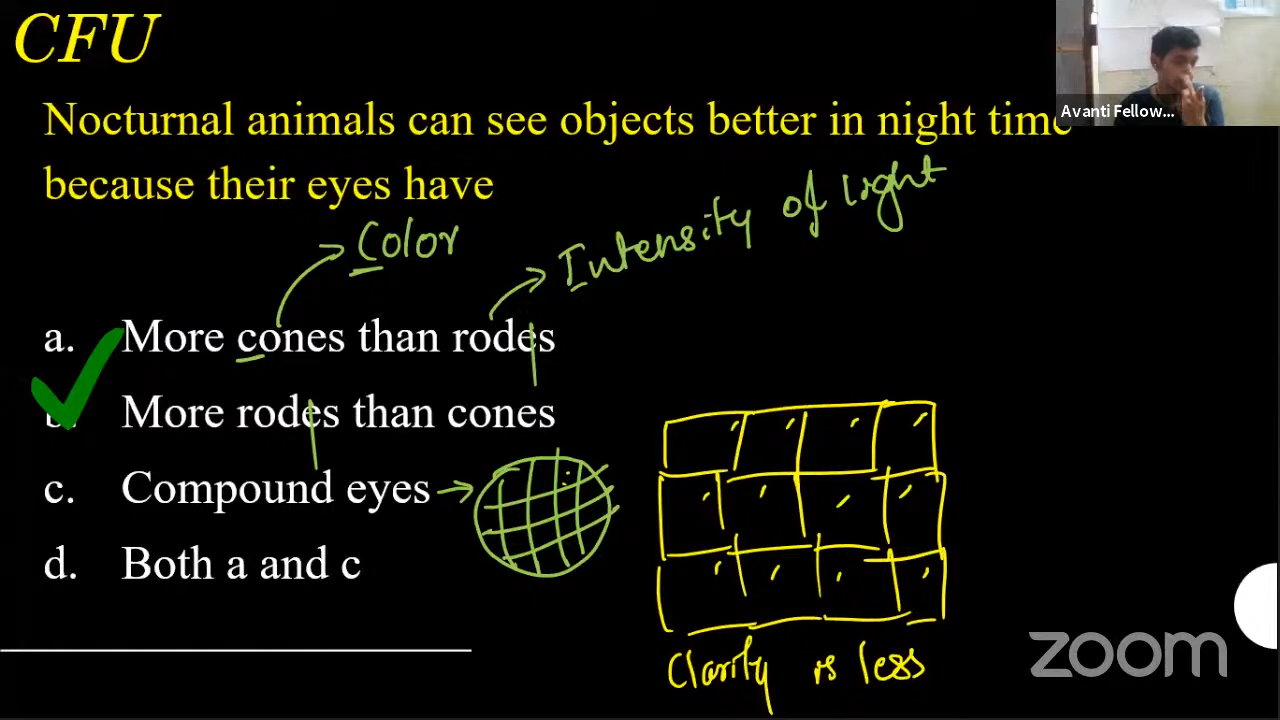 CFU
Avanti Fellow...
Nocturnal animals can see objects better in night time
because their eyes have
Color
Intensity of light
a. More cones than rodes
b. More rodes than cones
c. Compound eyes
d. Both a and c
Clarity is less
zoom